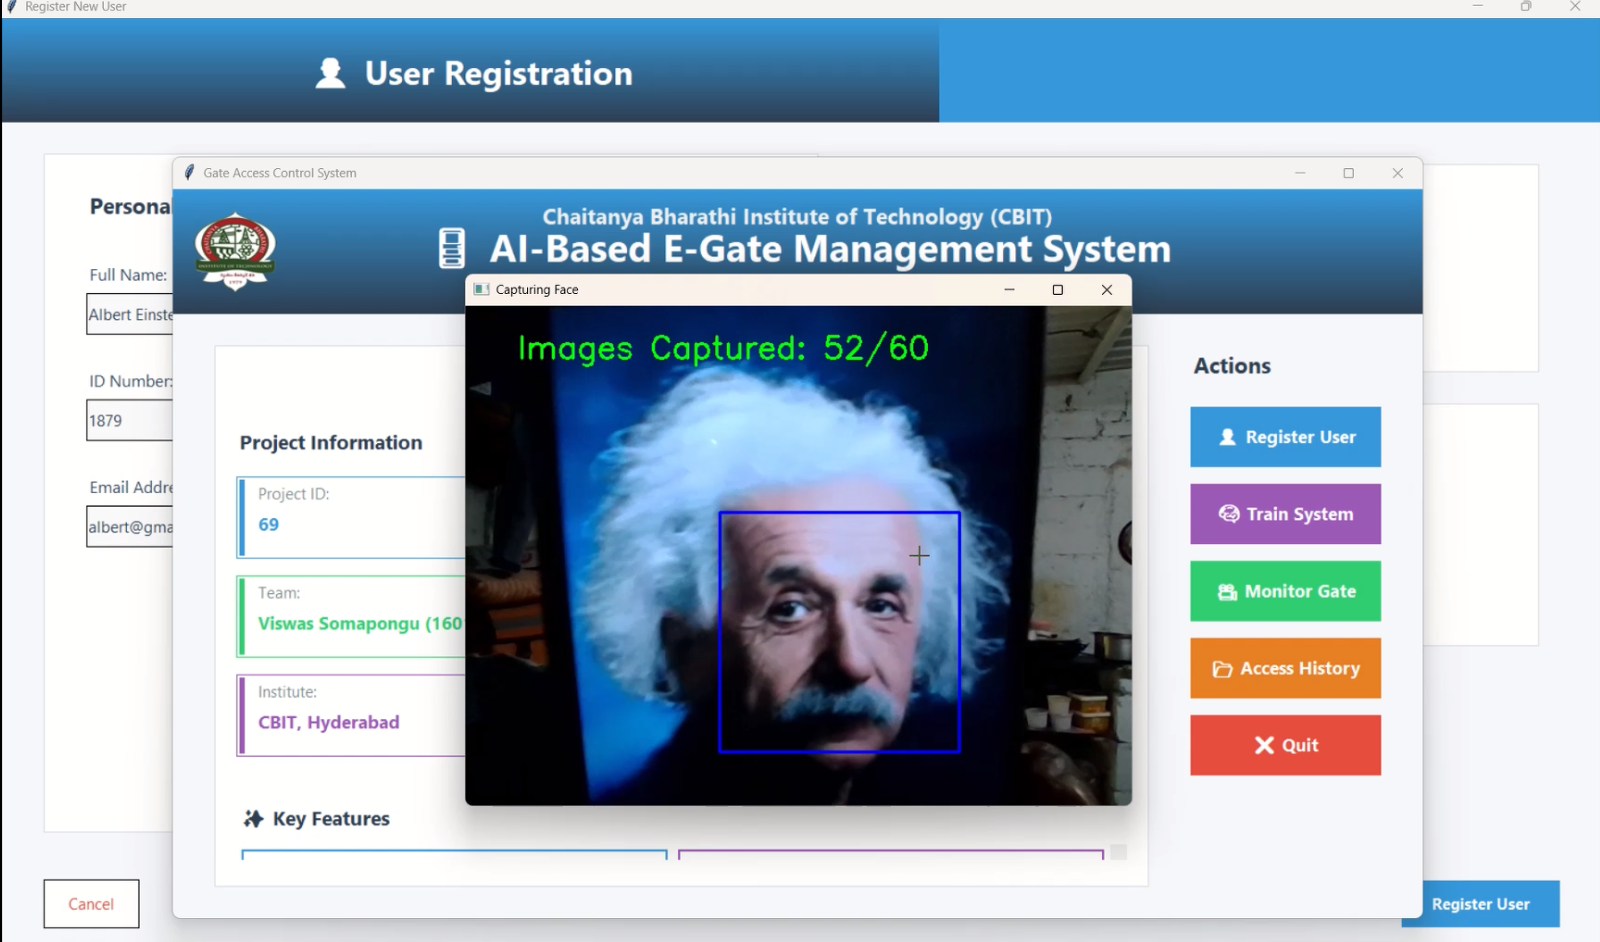 Register New User
User Registration
Personal
Full Name:
Albert Einste
ID Number:
1879
Email Addre
albert@gma
Cancel
Register User
Gate Access Control System
Chaitanya Bharathi Institute of Technology (CBIT)
AI-Based E-Gate Management System
Project Information
Project ID:
69
Team:
Viswas Somapongu (160
Institute:
CBIT, Hyderabad
Key Features
Capturing Face
Images Captured: 52/60
Actions
Register User
Train System
Monitor Gate
Access History
Quit